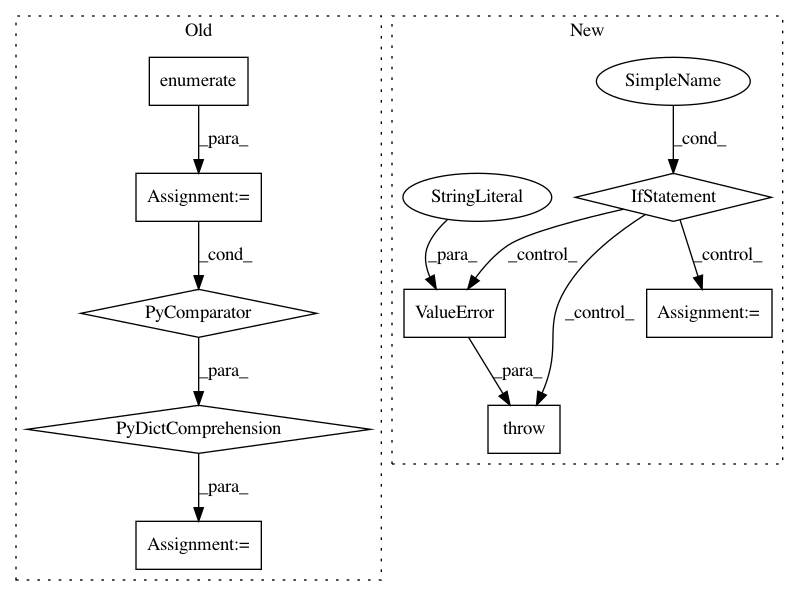 Old
New
enumerate
SimpleName
_para_
_cond_
Assignment:=
StringLiteral
IfStatement
_cond_
_para_
_control_
_control_
PyComparator
ValueError
_control_
Assignment:=
_para_
_para_
PyDictComprehension
throw
_para_
Assignment:=